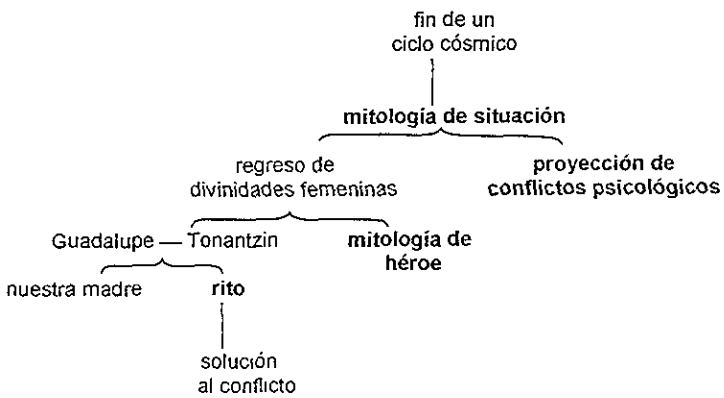 fin de un
ciclo cósmico
mitología de situación
regreso de
divinidades femeninas
proyección de
conflictos psicológicos
Guadalupe — Tonantzin
mitología de
héroe
nuestra madre
rito
solución
al conflicto